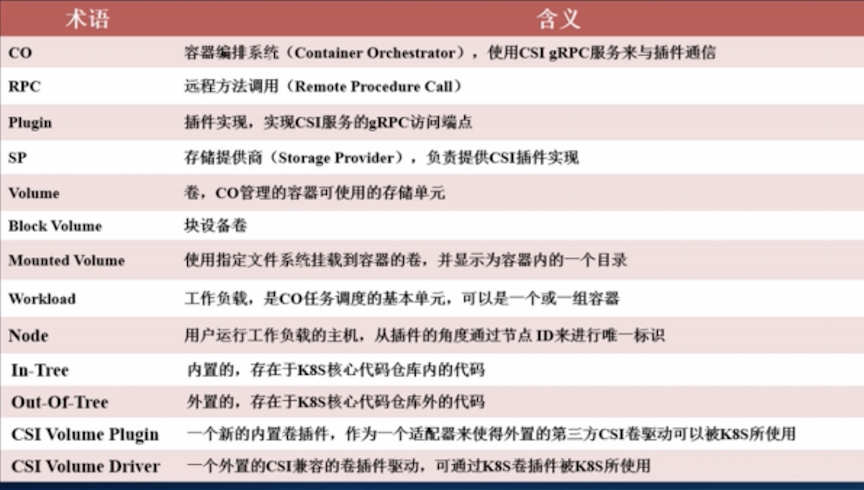 术语 含义
CO 容器编排系统（Container Orchestrator），使用CSI gRPC服务来与插件通信
RPC 远程方法调用（Remote Procedure Call）
Plugin 插件实现，实现CSI服务的gRPC访问端点
SP 存储提供商（Storage Provider），负责提供CSI插件实现
Volume 卷，CO管理的容器可使用的存储单元
Block Volume 块设备卷
Mounted Volume 使用指定文件系统挂载到容器的卷，并显示为容器内的一个目录
Workload 工作负载，是CO任务调度的基本单元，可以是一个或一组容器
Node 用户运行工作负载的主机，从插件的角度通过节点 ID来进行唯一标识
In-Tree 内置的，存在于K8S核心代码仓库内的代码
Out-Of-Tree 外置的，存在于K8S核心代码仓库外的代码
CSI Volume Plugin 一个新的内置卷插件，作为一个适配器来使得外置的第三方CSI卷驱动可以被K8S所使用
CSI Volume Driver 一个外置的CSI兼容的卷插件驱动，可通过K8S卷插件被K8S所使用